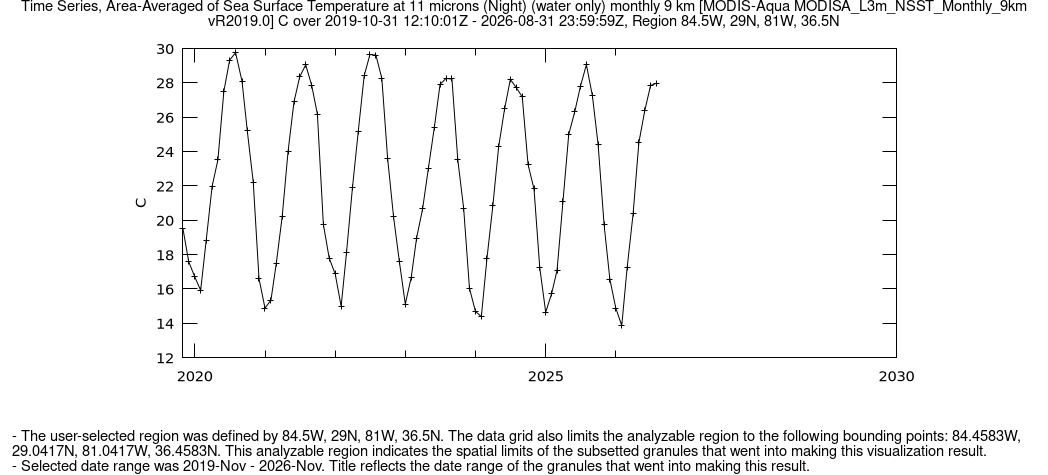 Time Series, Area-Averaged of Sea Surface Temperature at 11 microns (Night) (water only) monthly 9 km [MODIS-Aqua MODISA_L3m_NSST_Monthly_9km
vR2019.0] C over 2019-10-31 12:10:01Z - 2026-08-31 23:59:59Z, Region 84.5W, 29N, 81W, 36.5N
30
28
26
24
22
C
20
18
16
14
12
2020 2025 2030
- The user-selected region was defined by 84.5W, 29N, 81W, 36.5N. The data grid also limits the analyzable region to the following bounding points: 84.4583W,
29.0417N, 81.0417W, 36.4583N. This analyzable region indicates the spatial limits of the subsetted granules that went into making this visualization result.
- Selected date range was 2019-Nov - 2026-Nov. Title reflects the date range of the granules that went into making this result.